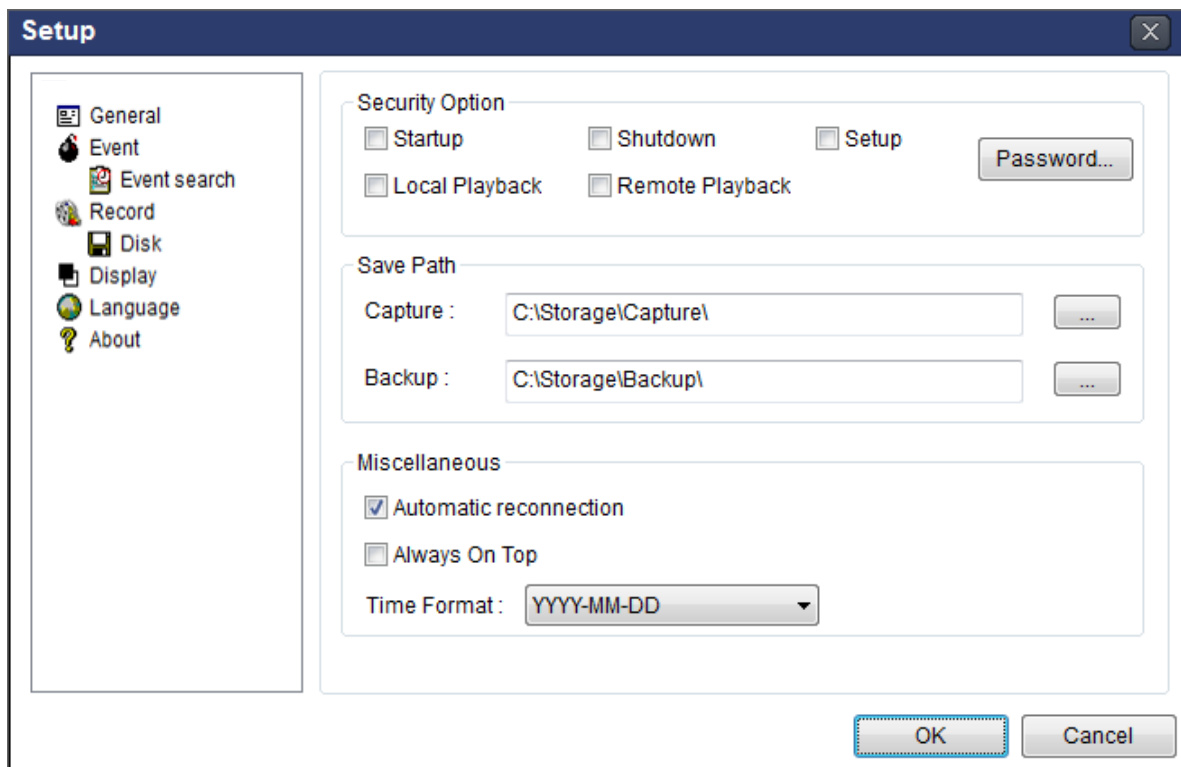 Setup
General
Event
Event search
Record
Disk
Display
Language
About
Security Option
Startup Shutdown Setup
Password...
Local Playback Remote Playback
Save Path
Capture : C:\Storage\Capture\ ...
Backup : C:\Storage\Backup\ ...
Miscellaneous
Automatic reconnection
Always On Top
Time Format : YYYY-MM-DD
OK Cancel